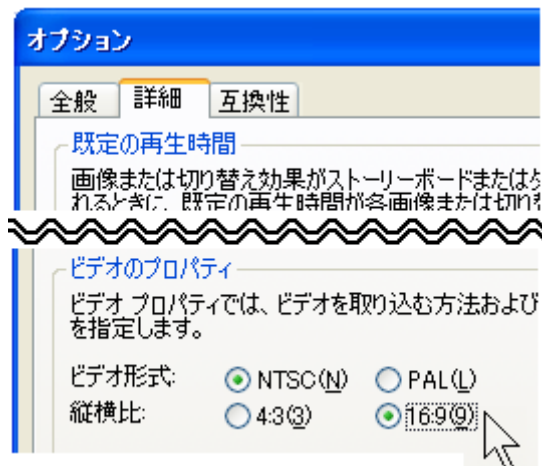 オプション
全般 詳細 互換性
既定の再生時間
画像または切り替え効果がストーリーボードまたは
れるときに、既定の再生時間が各画像または切り
ビデオのプロパティ
ビデオ プロパティでは、ビデオを取り込む方法および
を指定します。
ビデオ形式: NTSC(N) PAL(L)
縦横比: 4:3(3) 16:9(9)